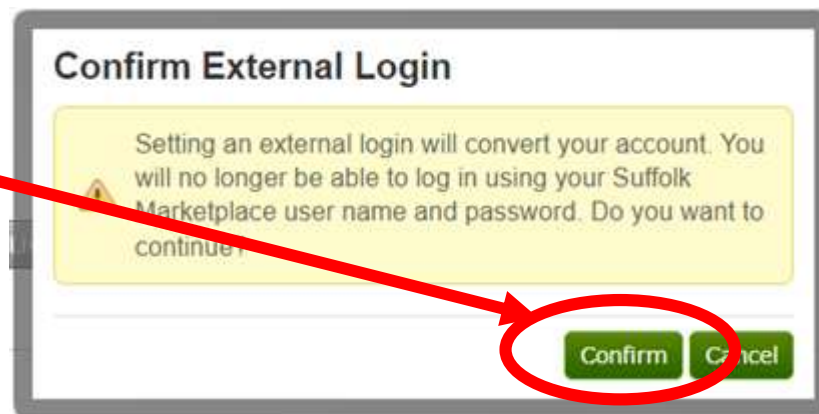 Confirm External Login
Setting an external login will convert your account. You
will no longer be able to log in using your Suffolk
Marketplace user name and password. Do you want to
continue?
Confirm Cancel